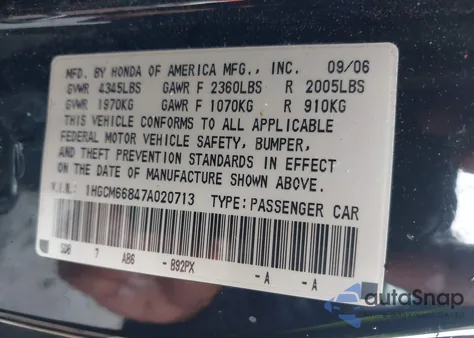 MFD. BY HONDA OF AMERICA MFG., INC. 09/06
GVWR 4345LBS GAWR F 2360LBS R 2005LBS
GVWR 1970KG GAWR F 1070KG R 910KG
THIS VEHICLE CONFORMS TO ALL APPLICABLE
FEDERAL MOTOR VEHICLE SAFETY, BUMPER,
AND THEFT PREVENTION STANDARDS IN EFFECT
ON THE DATE OF MANUFACTURE SHOWN ABOVE.
V.I.N.: 1HGCM66847A020713 TYPE: PASSENGER CAR
SDB 7 AB6 - B92PX -A -A
autoSnap